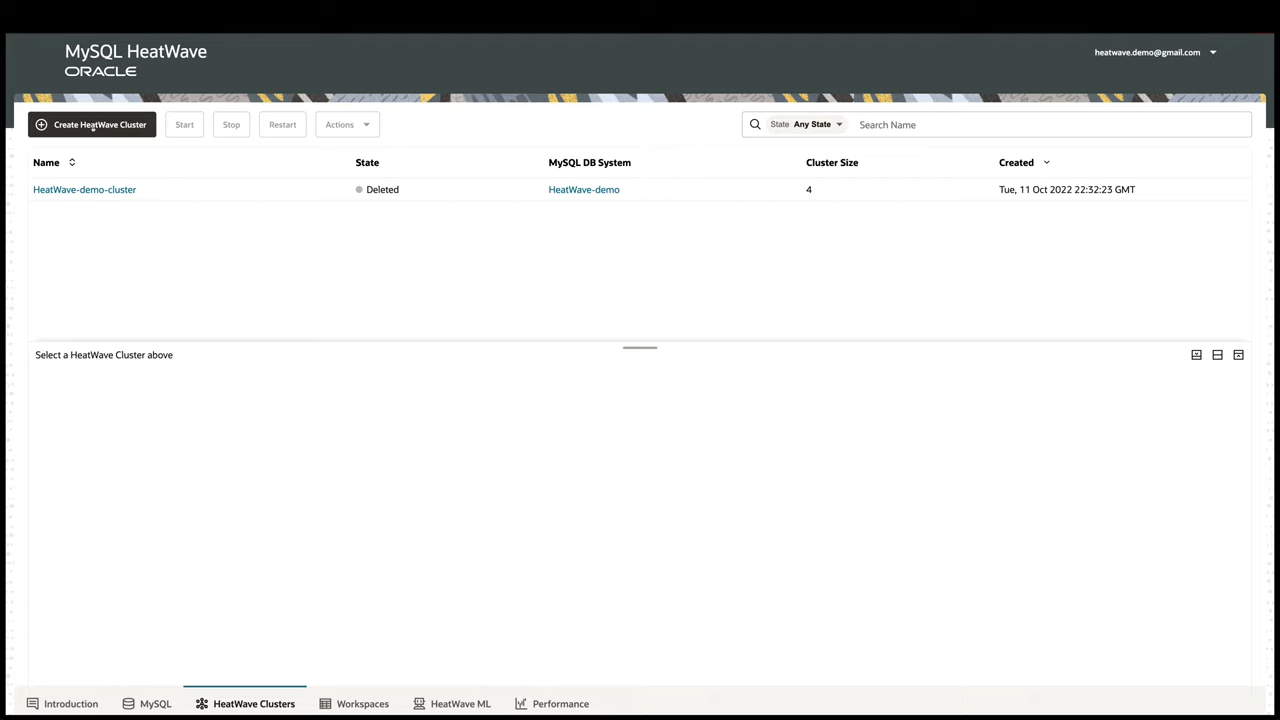 MySQL HeatWave
ORACLE
heatwave.demo@gmail.com
Create HeatWave Cluster Start Stop Restart Actions State Any State Search Name
Name State MySQL DB System Cluster Size Created
HeatWave-demo-cluster Deleted HeatWave-demo 4 Tue, 11 Oct 2022 22:32:23 GMT
Select a HeatWave Cluster above
Introduction MySQL HeatWave Clusters Workspaces HeatWave ML Performance